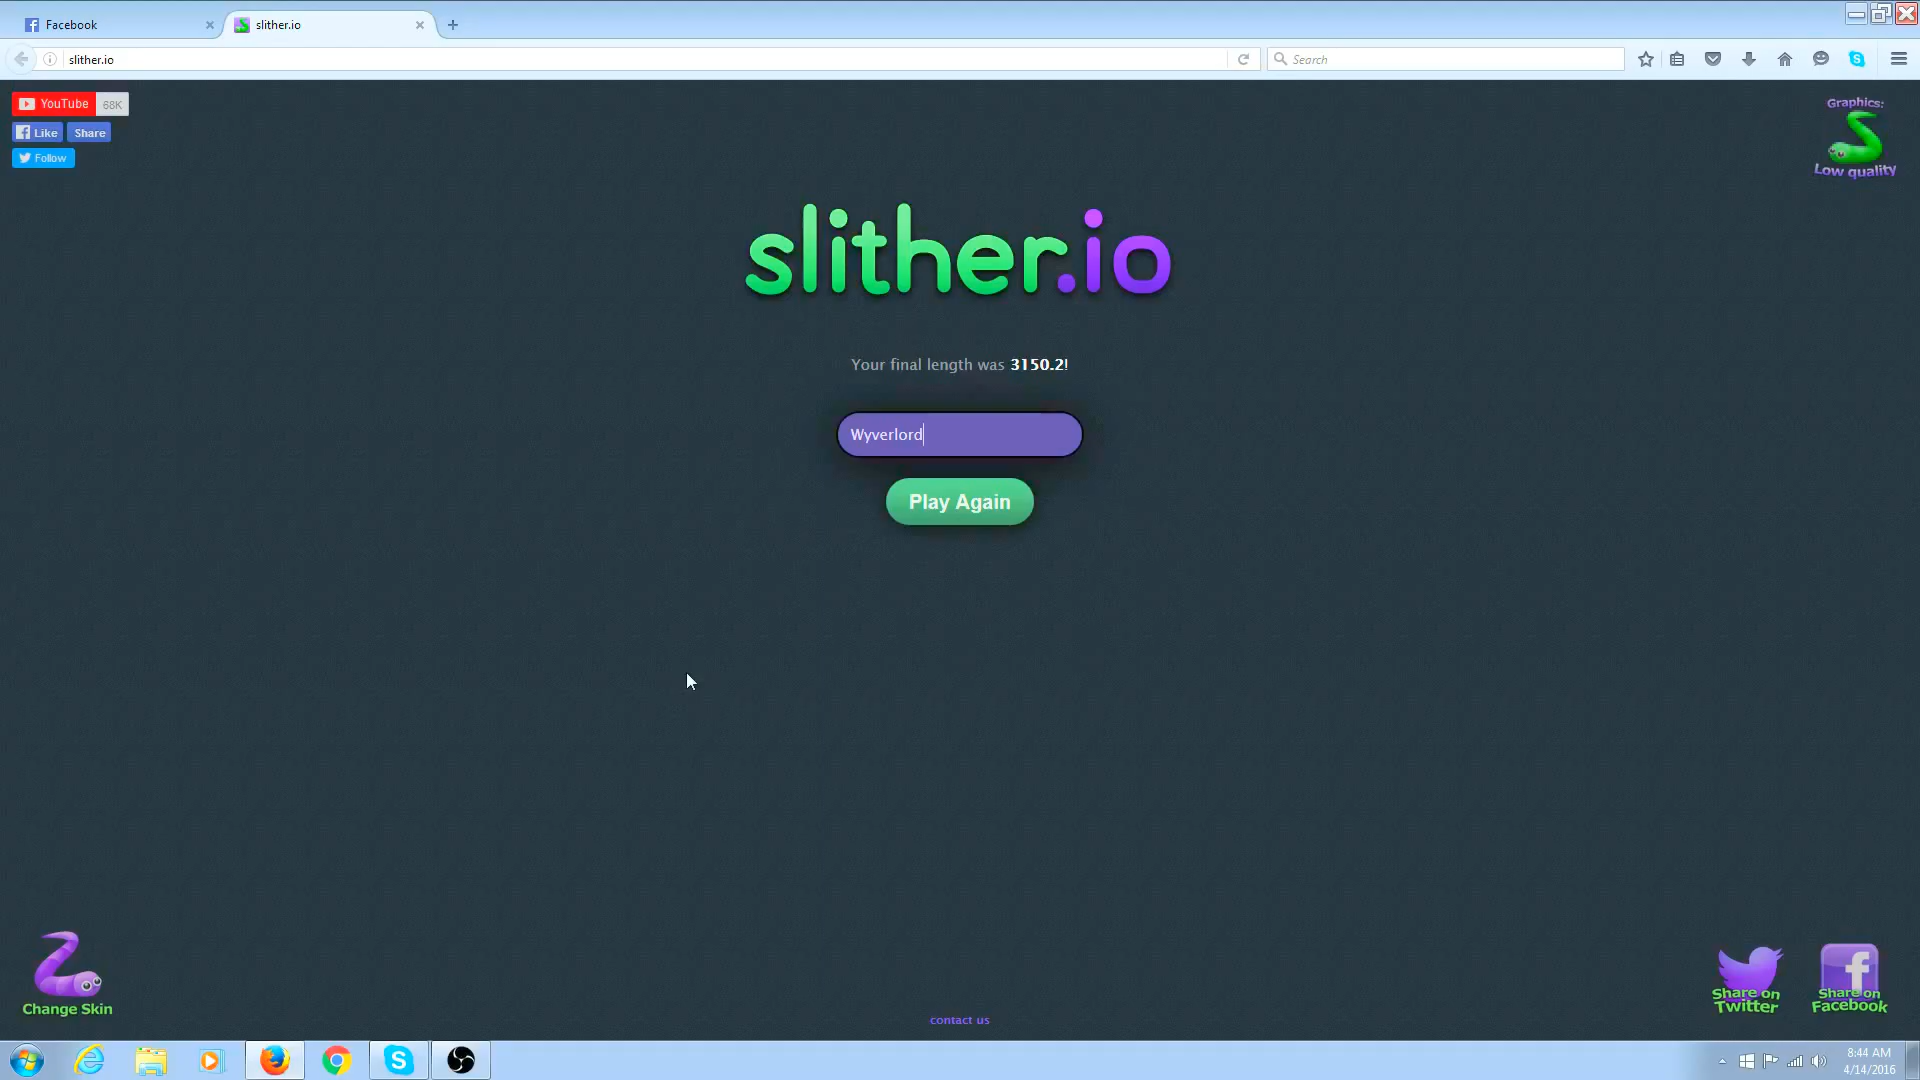 Facebook
slither.io
slither.io
Search
YouTube 68K
Like Share
Follow
Graphics:
Low quality
slither.io
Your final length was 3150.2!
Wyverlord
Play Again
Change Skin
Share on Twitter
Share on Facebook
contact us
8:44 AM
4/14/2016